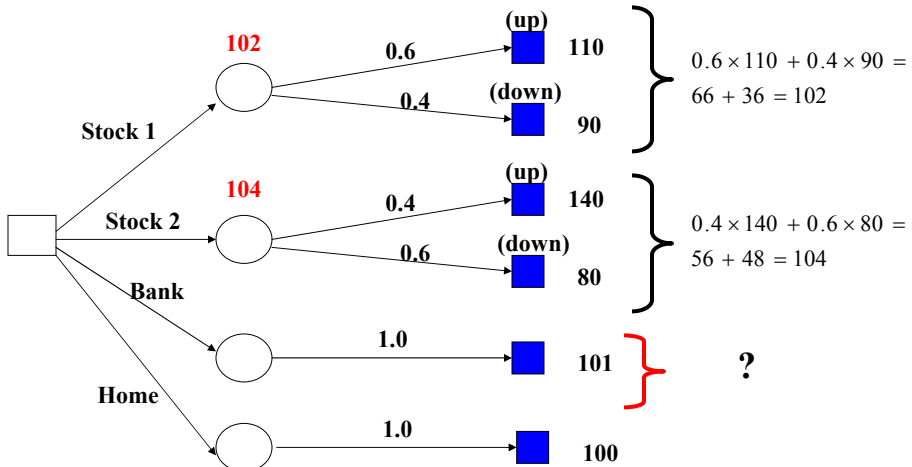 (up)
102
0.6
110
0.6 × 110 + 0.4 × 90 =
66 + 36 = 102
(down)
0.4
90
Stock 1
(up)
104
0.4
140
0.4 × 140 + 0.6 × 80 =
56 + 48 = 104
Stock 2
(down)
0.6
80
Bank
1.0
101
?
Home
1.0
100